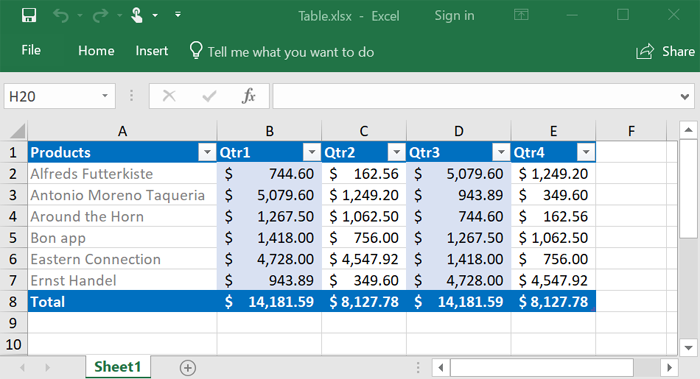 Table.xlsx - Excel Sign in
File Home Insert Tell me what you want to do Share
H20 fx
A B C D E F
1 Products Qtr1 Qtr2 Qtr3 Qtr4
2 Alfreds Futterkiste $ 744.60 $ 162.56 $ 5,079.60 $ 1,249.20
3 Antonio Moreno Taqueria $ 5,079.60 $ 1,249.20 $ 943.89 $ 349.60
4 Around the Horn $ 1,267.50 $ 1,062.50 $ 744.60 $ 162.56
5 Bon app $ 1,418.00 $ 756.00 $ 1,267.50 $ 1,062.50
6 Eastern Connection $ 4,728.00 $ 4,547.92 $ 1,418.00 $ 756.00
7 Ernst Handel $ 943.89 $ 349.60 $ 4,728.00 $ 4,547.92
8 Total $ 14,181.59 $ 8,127.78 $ 14,181.59 $ 8,127.78
9
10
Sheet1